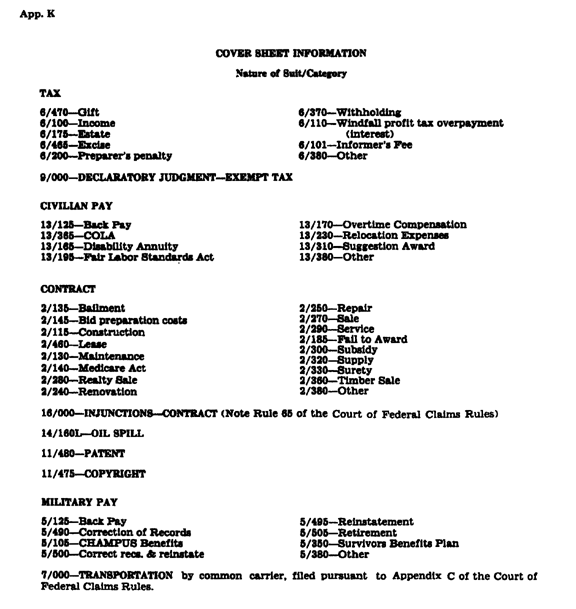 App. K
COVER SHEET INFORMATION
Nature of Suit/Category
TAX
6/470—Gift
6/100—Income
6/175—Estate
6/465—Excise
6/200—Preparer's penalty
6/370—Withholding
6/110—Windfall profit tax overpayment
(interest)
6/101—Informer's Fee
6/380—Other
9/000—DECLARATORY JUDGMENT—EXEMPT TAX
CIVILIAN PAY
13/125—Back Pay
13/365—COLA
13/165—Disability Annuity
13/195—Fair Labor Standards Act
13/170—Overtime Compensation
13/230—Relocation Expenses
13/310—Suggestion Award
13/380—Other
CONTRACT
2/135—Bailment
2/145—Bid preparation costs
2/115—Construction
2/460—Lease
2/130—Maintenance
2/140—Medicare Act
2/280—Realty Sale
2/240—Renovation
2/250—Repair
2/270—Sale
2/290—Service
2/185—Fail to Award
2/300—Subsidy
2/320—Supply
2/330—Surety
2/360—Timber Sale
2/380—Other
16/000—INJUNCTIONS—CONTRACT (Note Rule 65 of the Court of Federal Claims Rules)
14/160L—OIL SPILL
11/480—PATENT
11/475—COPYRIGHT
MILITARY PAY
5/125—Back Pay
5/490—Correction of Records
5/105—CHAMPUS Benefits
5/500—Correct recs. & reinstate
5/495—Reinstatement
5/505—Retirement
5/350—Survivors Benefits Plan
5/380—Other
7/000—TRANSPORTATION by common carrier, filed pursuant to Appendix C of the Court of
Federal Claims Rules.